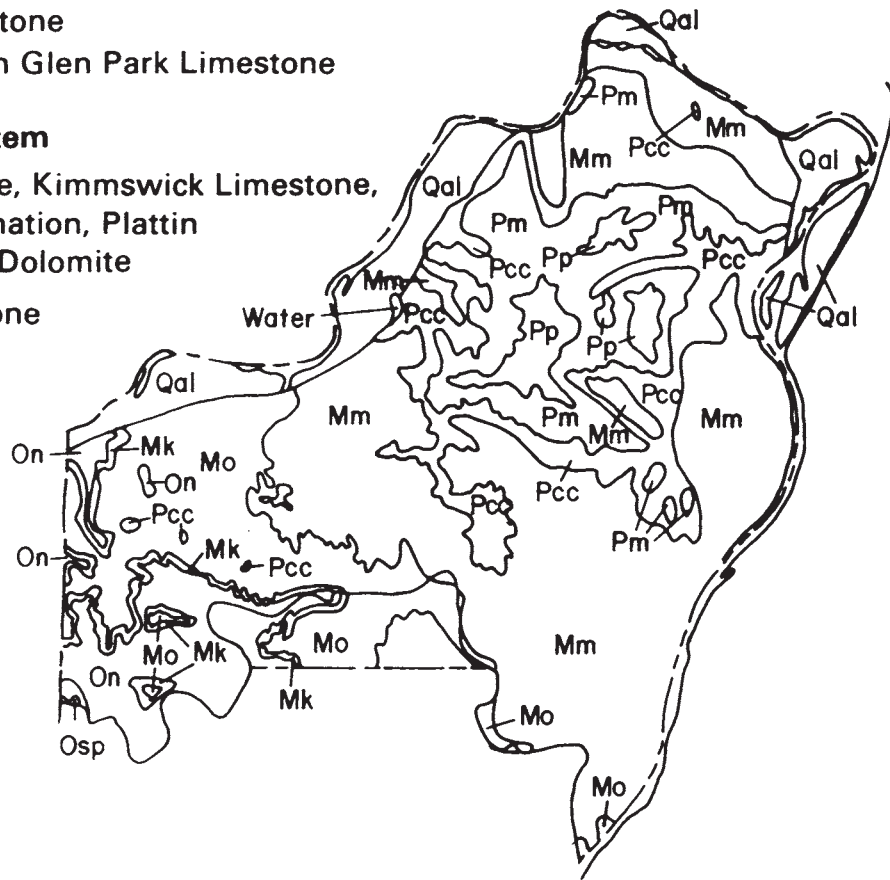 tone
n Glen Park Limestone
tem
e, Kimmswick Limestone,
nation, Plattin
Dolomite
one
Qal
Pm
Pcc
Mm
Mm
Qal
Qal
Pm
Pm
Pcc
Pp
Pcc
Mm
Water
Pcc
Qal
Pp
Pp
Qal
Pcc
Mm
Pm
Mm
Mm
On
Mk
Mo
On
Pcc
Pcc
Pcc
Pm
On
Mk
Pcc
Mo
Mk
Mo
Mm
On
Mk
Mo
Osp
Mo